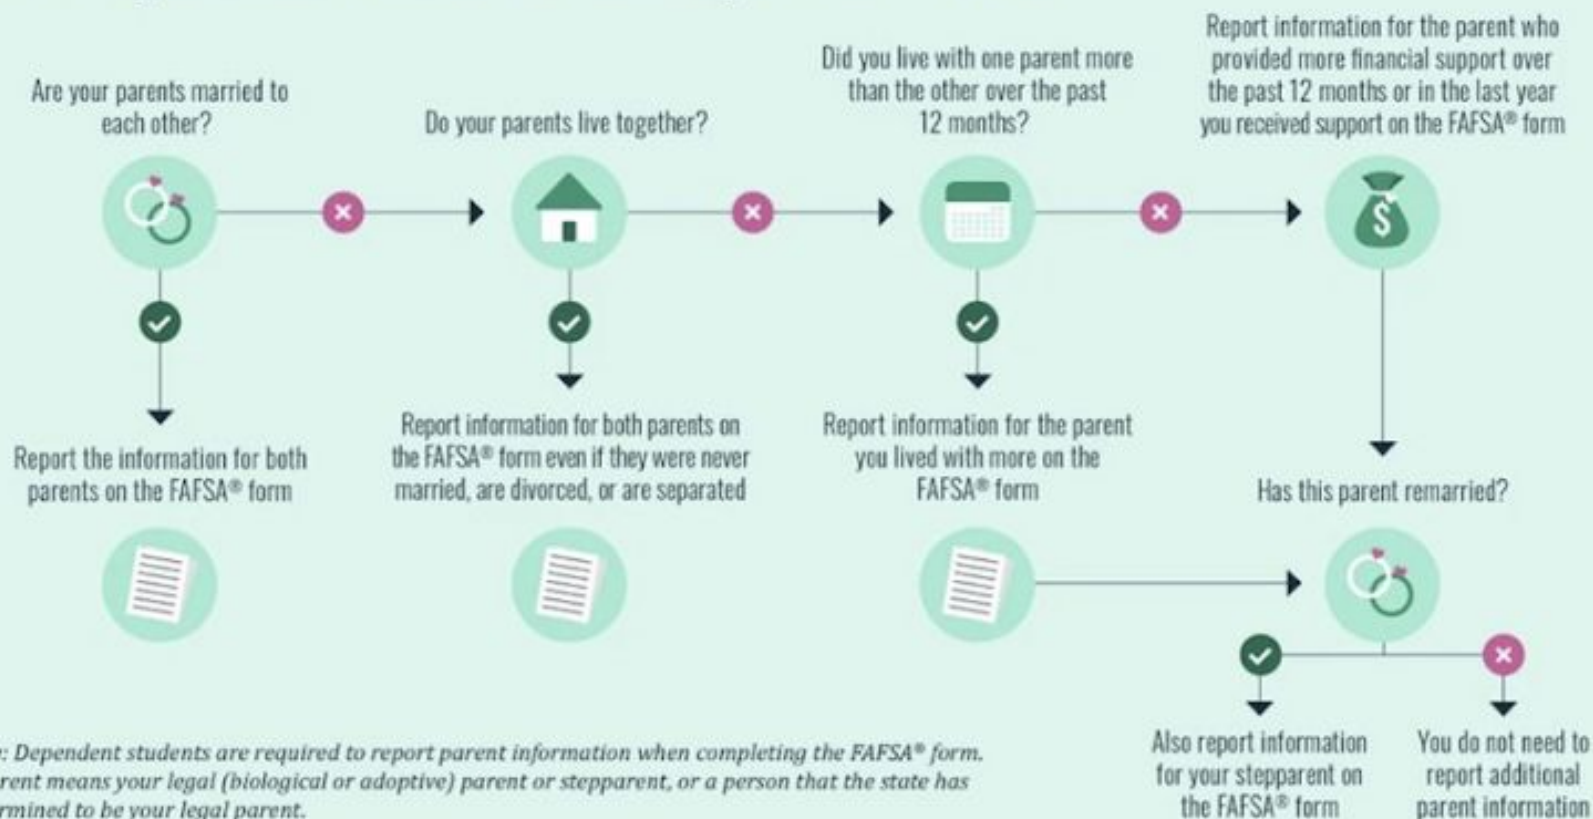 Are your parents married to
each other?
Do your parents live together?
Did you live with one parent more
than the other over the past
12 months?
Report information for the parent who
provided more financial support over
the past 12 months or in the last year
you received support on the FAFSA® form
$
Report the information for both
parents on the FAFSA® form
Report information for both parents on
the FAFSA® form even if they were never
married, are divorced, or are separated
Report information for the parent
you lived with more on the
FAFSA® form
Has this parent remarried?
Also report information
for your stepparent on
the FAFSA® form
You do not need to
report additional
parent information
: Dependent students are required to report parent information when completing the FAFSA® form.
rent means your legal (biological or adoptive) parent or stepparent, or a person that the state has
rmined to be your legal parent.